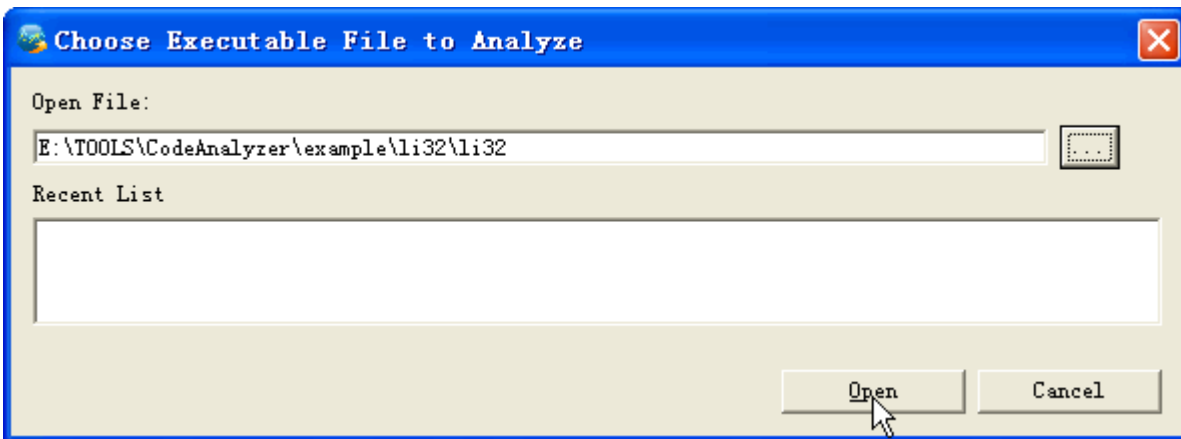 Choose Executable File to Analyze
Open File:
E:\TOOLS\CodeAnalyzer\example\li32\li32
...
Recent List
Open
Cancel